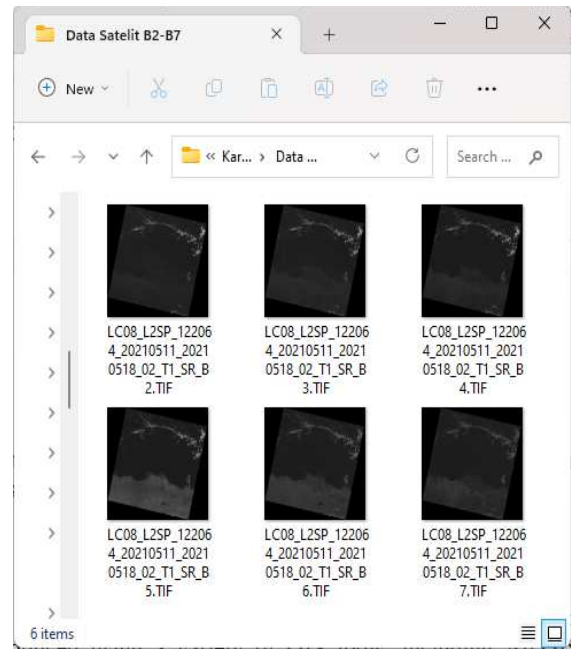 Data Satelit B2-B7
New
Kar... > Data ...
Search ...
LC08_L2SP_12206
4_20210511_2021
0518_02_T1_SR_B
2.TIF
LC08_L2SP_12206
4_20210511_2021
0518_02_T1_SR_B
3.TIF
LC08_L2SP_12206
4_20210511_2021
0518_02_T1_SR_B
4.TIF
LC08_L2SP_12206
4_20210511_2021
0518_02_T1_SR_B
5.TIF
LC08_L2SP_12206
4_20210511_2021
0518_02_T1_SR_B
6.TIF
LC08_L2SP_12206
4_20210511_2021
0518_02_T1_SR_B
7.TIF
6 items